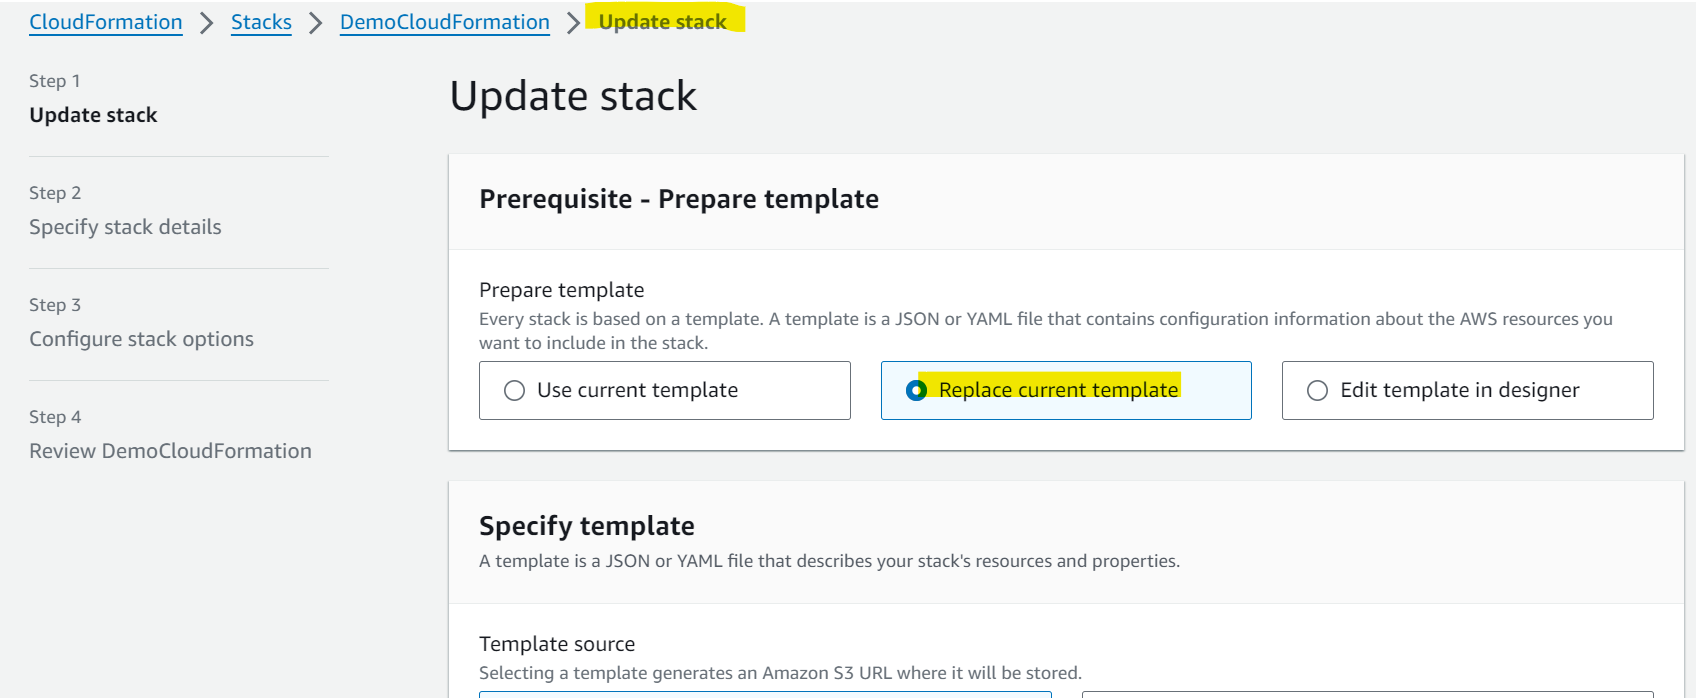 CloudFormation > Stacks > DemoCloudFormation > Update stack
Step 1
Update stack
Step 2
Specify stack details
Step 3
Configure stack options
Step 4
Review DemoCloudFormation
Update stack
Prerequisite - Prepare template
Prepare template
Every stack is based on a template. A template is a JSON or YAML file that contains configuration information about the AWS resources you
want to include in the stack.
Use current template
Replace current template
Edit template in designer
Specify template
A template is a JSON or YAML file that describes your stack's resources and properties.
Template source
Selecting a template generates an Amazon S3 URL where it will be stored.